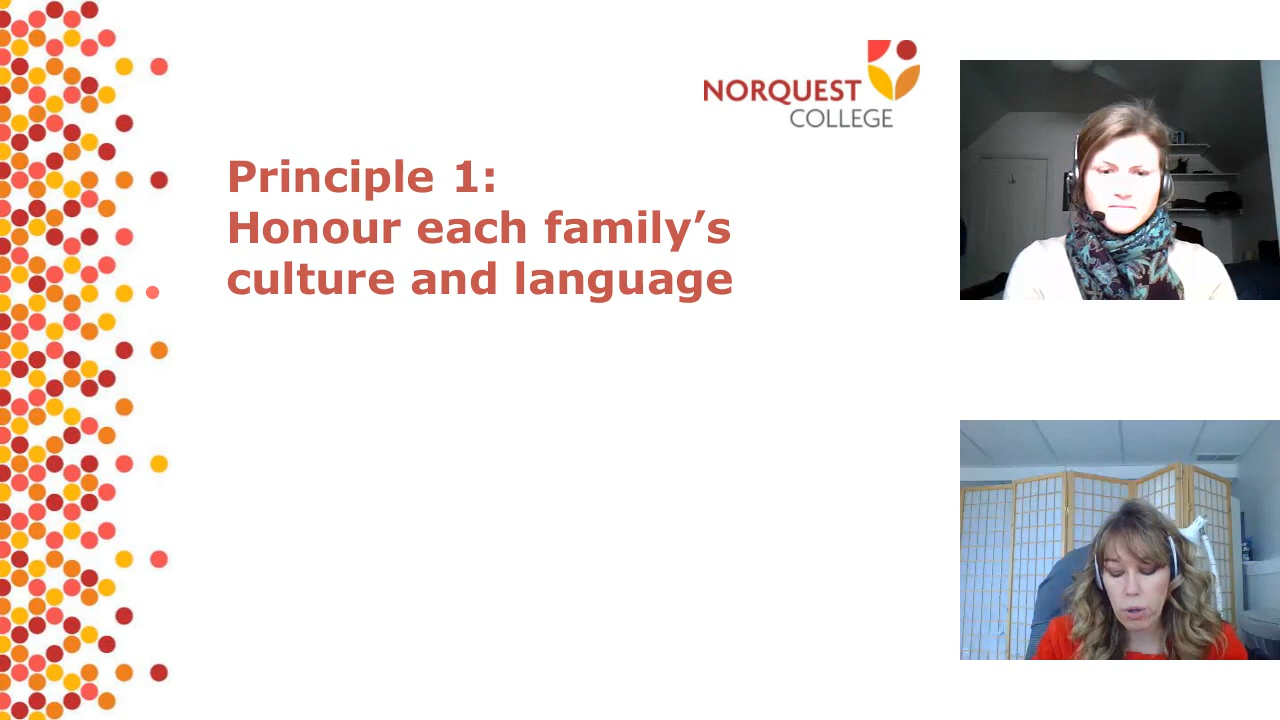 NORQUEST
COLLEGE
Principle 1:
Honour each family’s
culture and language